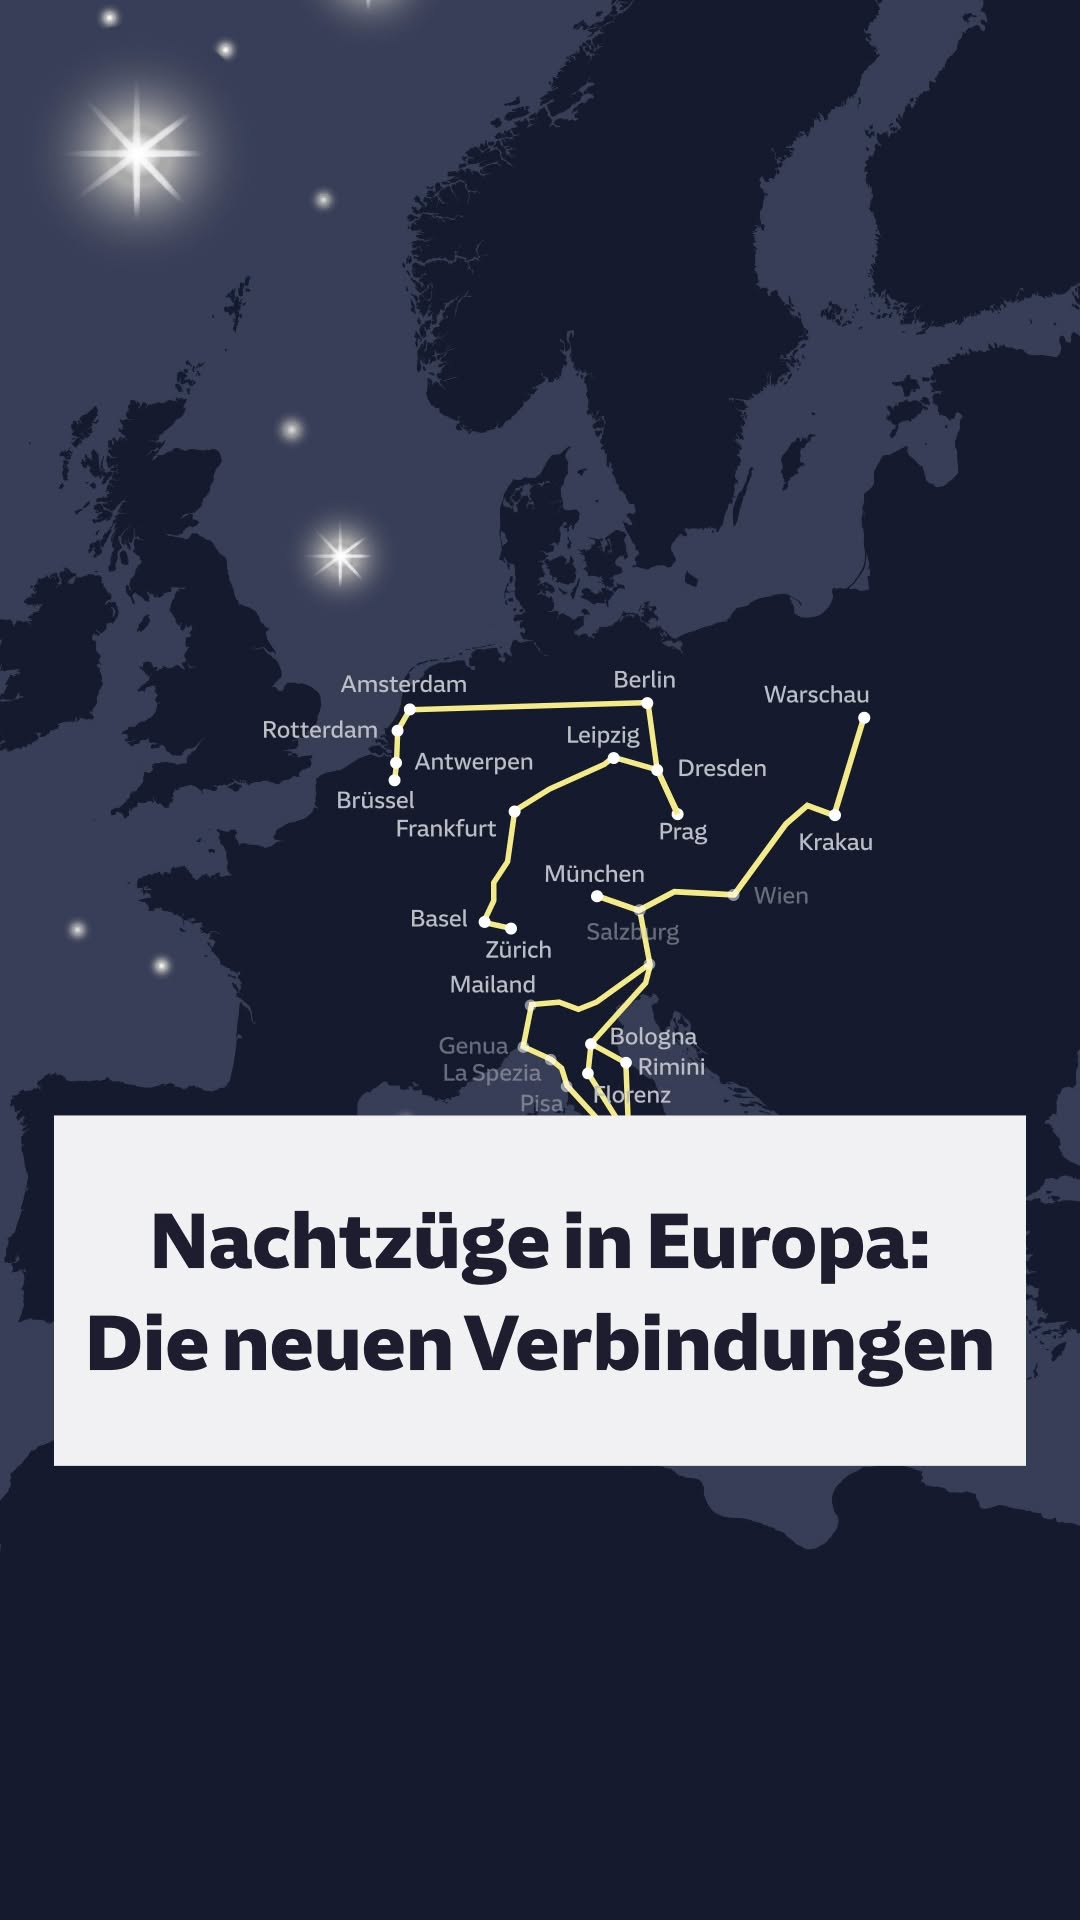 Amsterdam
Berlin
Warschau
Rotterdam
Leipzig
Antwerpen
Dresden
Brüssel
Frankfurt
Prag
Krakau
München
Wien
Basel
Salzburg
Zürich
Mailand
Bologna
Genua
Rimini
La Spezia
Florenz
Pisa
Nachtzüge in Europa:
Die neuen Verbindungen